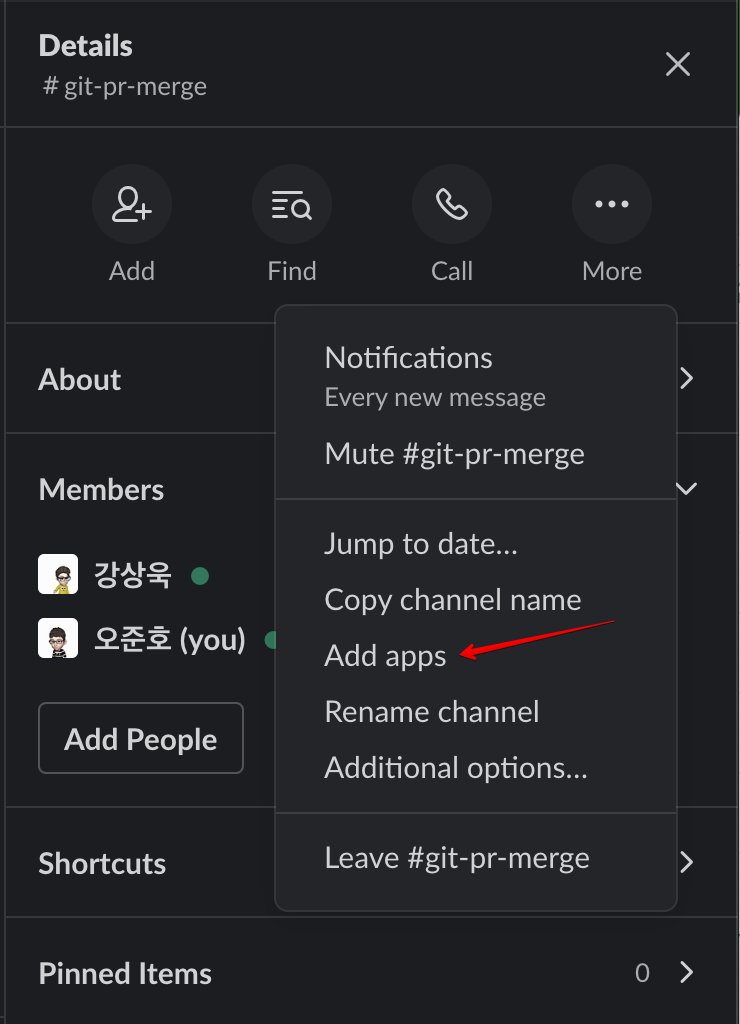 Details
# git-pr-merge
Add
Find
Call
More
About
Notifications
Every new message
Mute #git-pr-merge
Members
강상욱
오준호 (you)
Add People
Jump to date...
Copy channel name
Add apps
Rename channel
Additional options...
Leave #git-pr-merge
Shortcuts
Pinned Items 0